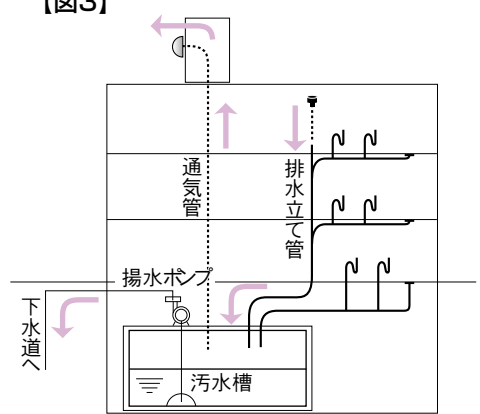 【図3】
通気管
排水立て管
揚水ポンプ
下水道へ
汚水槽